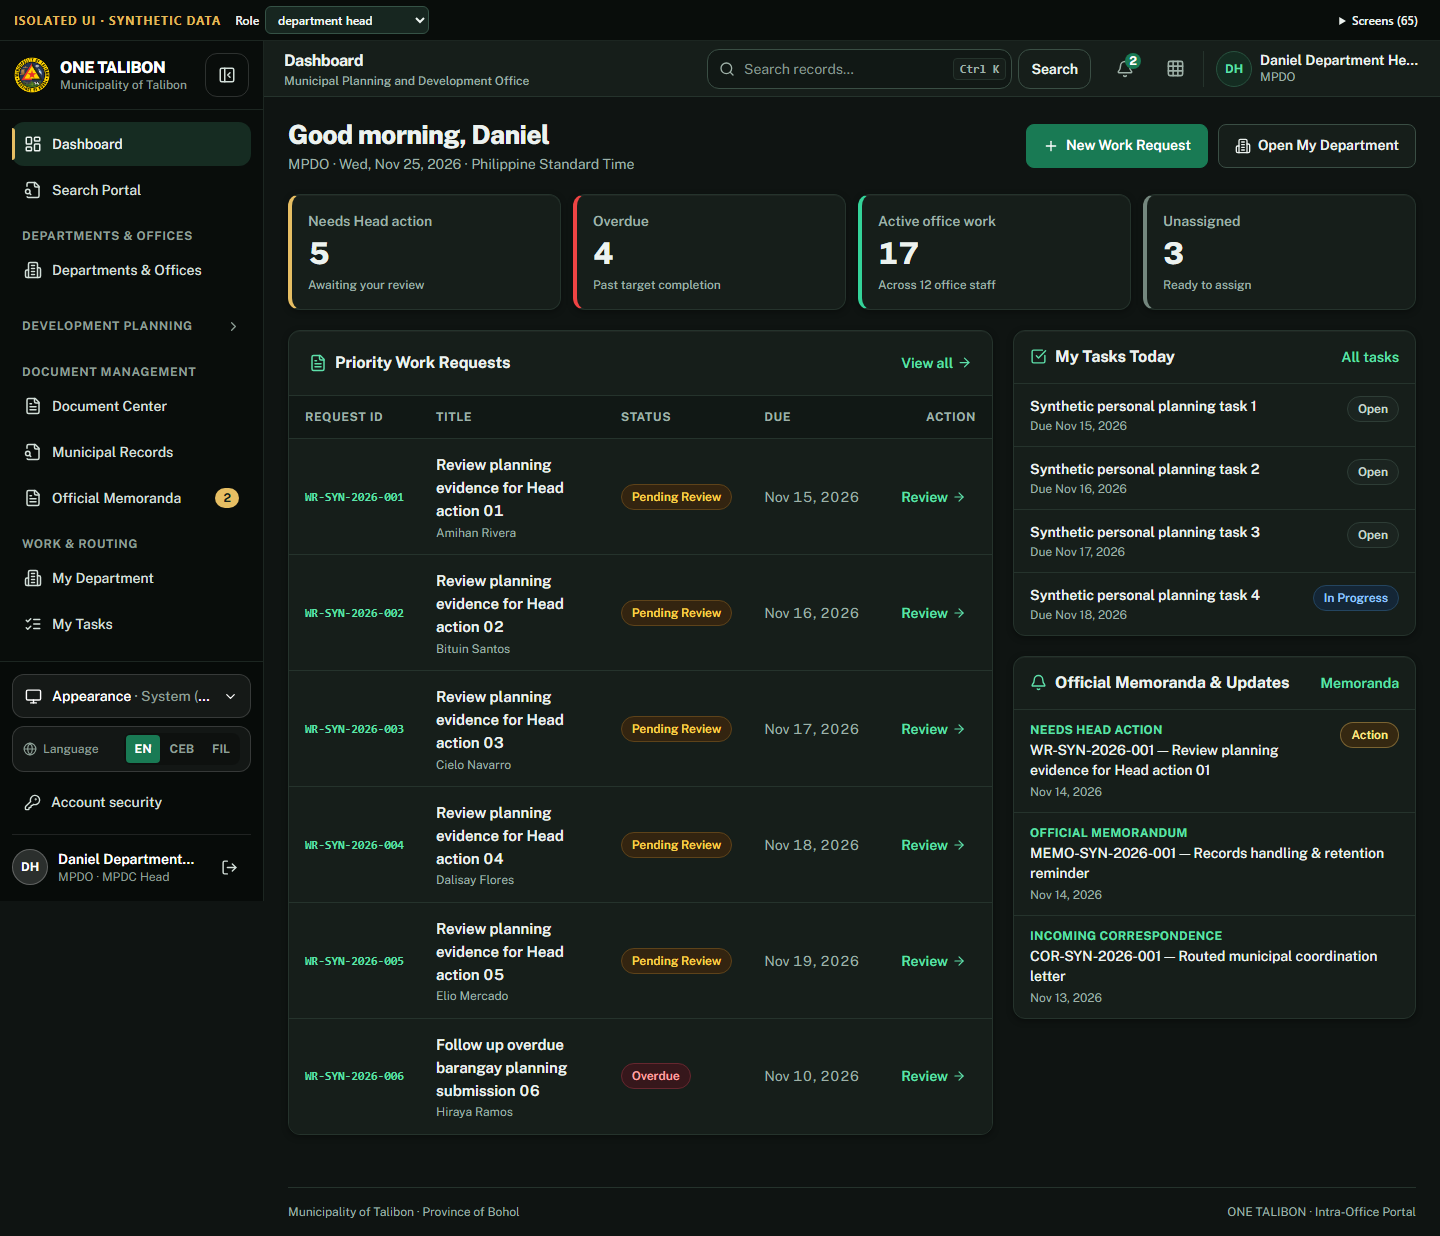 ISOLATED UI · SYNTHETIC DATA
Role
department head
Screens (65)
ONE TALIBON
Municipality of Talibon
Dashboard
Search Portal
DEPARTMENTS & OFFICES
Departments & Offices
DEVELOPMENT PLANNING
DOCUMENT MANAGEMENT
Document Center
Municipal Records
Official Memoranda
2
WORK & ROUTING
My Department
My Tasks
Appearance · System (...
Language
EN
CEB
FIL
Account security
DH
Daniel Department...
MPDO · MPDC Head
Dashboard
Municipal Planning and Development Office
Search records...
Ctrl K
Search
2
DH
Daniel Department He...
MPDO
Good morning, Daniel
MPDO · Wed, Nov 25, 2026 · Philippine Standard Time
New Work Request
Open My Department
Needs Head action
5
Awaiting your review
Overdue
4
Past target completion
Active office work
17
Across 12 office staff
Unassigned
3
Ready to assign
Priority Work Requests
View all
REQUEST ID
TITLE
STATUS
DUE
ACTION
WR-SYN-2026-001
Review planning
evidence for Head
action 01
Amihan Rivera
Pending Review
Nov 15, 2026
Review
WR-SYN-2026-002
Review planning
evidence for Head
action 02
Bituin Santos
Pending Review
Nov 16, 2026
Review
WR-SYN-2026-003
Review planning
evidence for Head
action 03
Cielo Navarro
Pending Review
Nov 17, 2026
Review
WR-SYN-2026-004
Review planning
evidence for Head
action 04
Dalisay Flores
Pending Review
Nov 18, 2026
Review
WR-SYN-2026-005
Review planning
evidence for Head
action 05
Elio Mercado
Pending Review
Nov 19, 2026
Review
WR-SYN-2026-006
Follow up overdue
barangay planning
submission 06
Hiraya Ramos
Overdue
Nov 10, 2026
Review
My Tasks Today
All tasks
Synthetic personal planning task 1
Due Nov 15, 2026
Open
Synthetic personal planning task 2
Due Nov 16, 2026
Open
Synthetic personal planning task 3
Due Nov 17, 2026
Open
Synthetic personal planning task 4
Due Nov 18, 2026
In Progress
Official Memoranda & Updates
Memoranda
NEEDS HEAD ACTION
WR-SYN-2026-001 — Review planning
evidence for Head action 01
Nov 14, 2026
Action
OFFICIAL MEMORANDUM
MEMO-SYN-2026-001 — Records handling & retention
reminder
Nov 14, 2026
INCOMING CORRESPONDENCE
COR-SYN-2026-001 — Routed municipal coordination
letter
Nov 13, 2026
Municipality of Talibon · Province of Bohol
ONE TALIBON · Intra-Office Portal